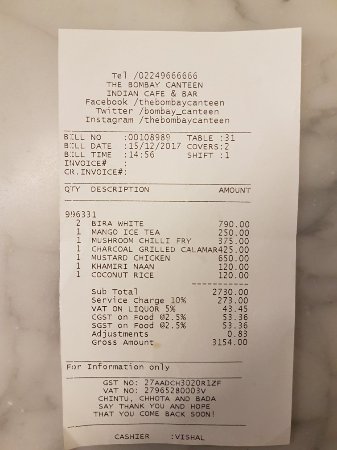 Tel /02249666666
THE BOMBAY CANTEEN
INDIAN CAFE & BAR
Facebook /thebombaycanteen
Twitter /bombay_canteen
Instagram /thebombaycanteen
BILL NO :00108989 TABLE :31
BILL DATE :15/12/2017 COVERS:2
BILL TIME :14:56 SHIFT :1
INVOICE# :
CR.INVOICE#:
QTY DESCRIPTION AMOUNT
996331
2 BIRA WHITE 790.00
1 MANGO ICE TEA 250.00
1 MUSHROOM CHILLI FRY 375.00
1 CHARCOAL GRILLED CALAMAR425.00
1 MUSTARD CHICKEN 650.00
1 KHAMIRI NAAN 120.00
1 COCONUT RICE 120.00
Sub Total 2730.00
Service Charge 10% 273.00
VAT ON LIQUOR 5% 43.45
CGST on Food @2.5% 53.36
SGST on Food @2.5% 53.36
Adjustments 0.83
Gross Amount 3154.00
For Information only
GST NO: 27AADCH3020R1ZF
VAT NO: 27965280003V
CHINTU, CHHOTA AND BADA
SAY THANK YOU AND HOPE
THAT YOU COME BACK SOON!
CASHIER :VISHAL